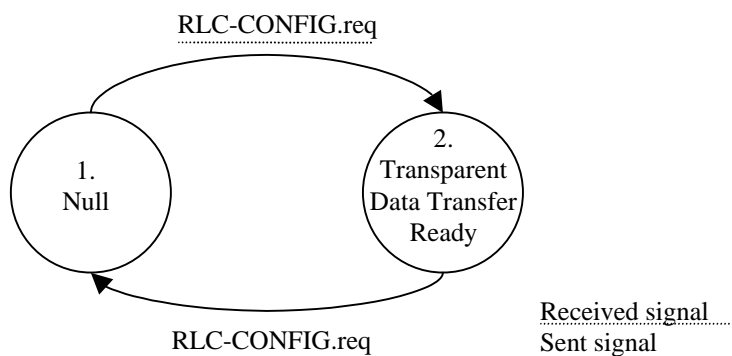 RLC-CONFIG.req
1.
Null
2.
Transparent
Data Transfer
Ready
RLC-CONFIG.req
Received signal
Sent signal